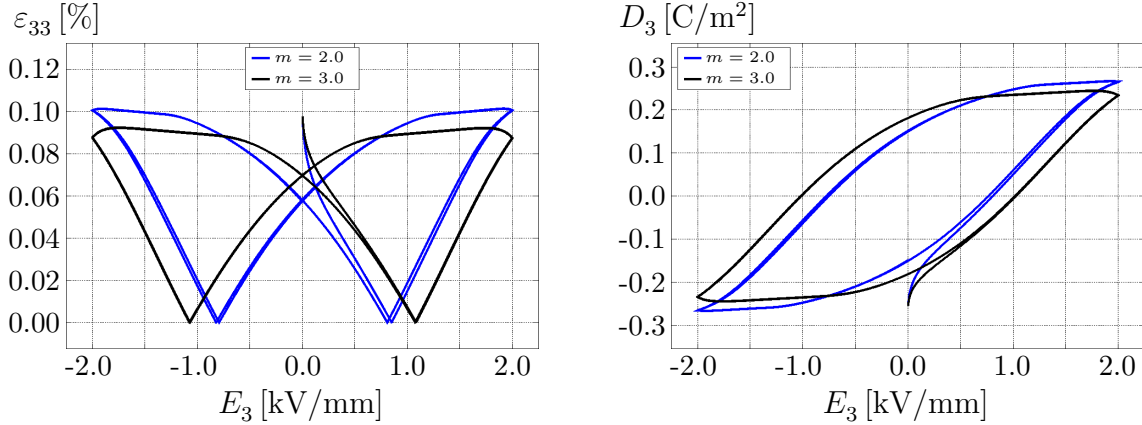 ε₃₃ [%]
0.12
0.10
0.08
0.06
0.04
0.02
0.00
m = 2.0
m = 3.0
-2.0 -1.0 0.0 1.0 2.0
E₃ [kV/mm]
D₃ [C/m²]
0.3
0.2
0.1
0.0
-0.1
-0.2
-0.3
m = 2.0
m = 3.0
-2.0 -1.0 0.0 1.0 2.0
E₃ [kV/mm]